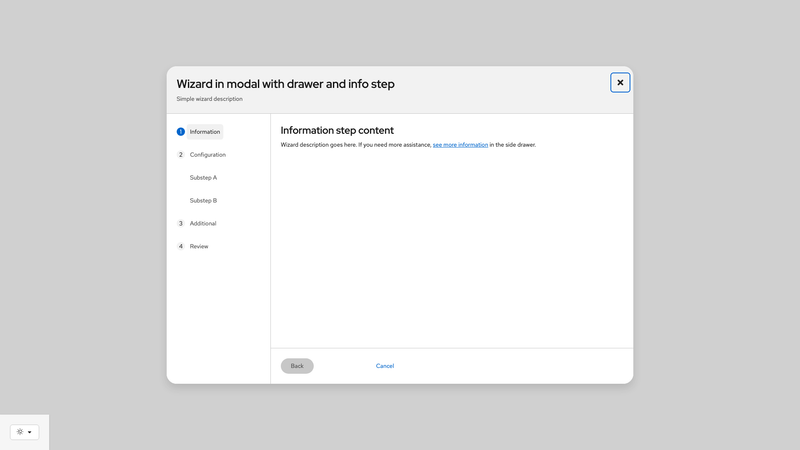 Wizard in modal with drawer and info step
Simple wizard description
1 Information
2 Configuration
Substep A
Substep B
3 Additional
4 Review
Information step content
Wizard description goes here. If you need more assistance, see more information in the side drawer.
Back
Cancel